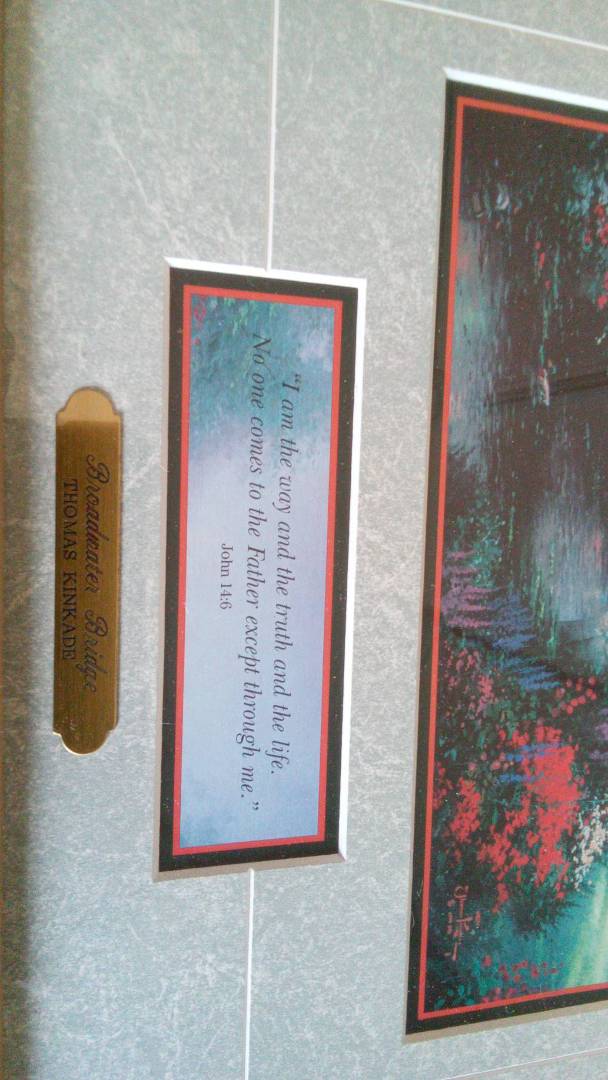 “I am the way and the truth and the life.
No one comes to the Father except through me.”
John 14:6
Broadwater Bridge
THOMAS KINKADE